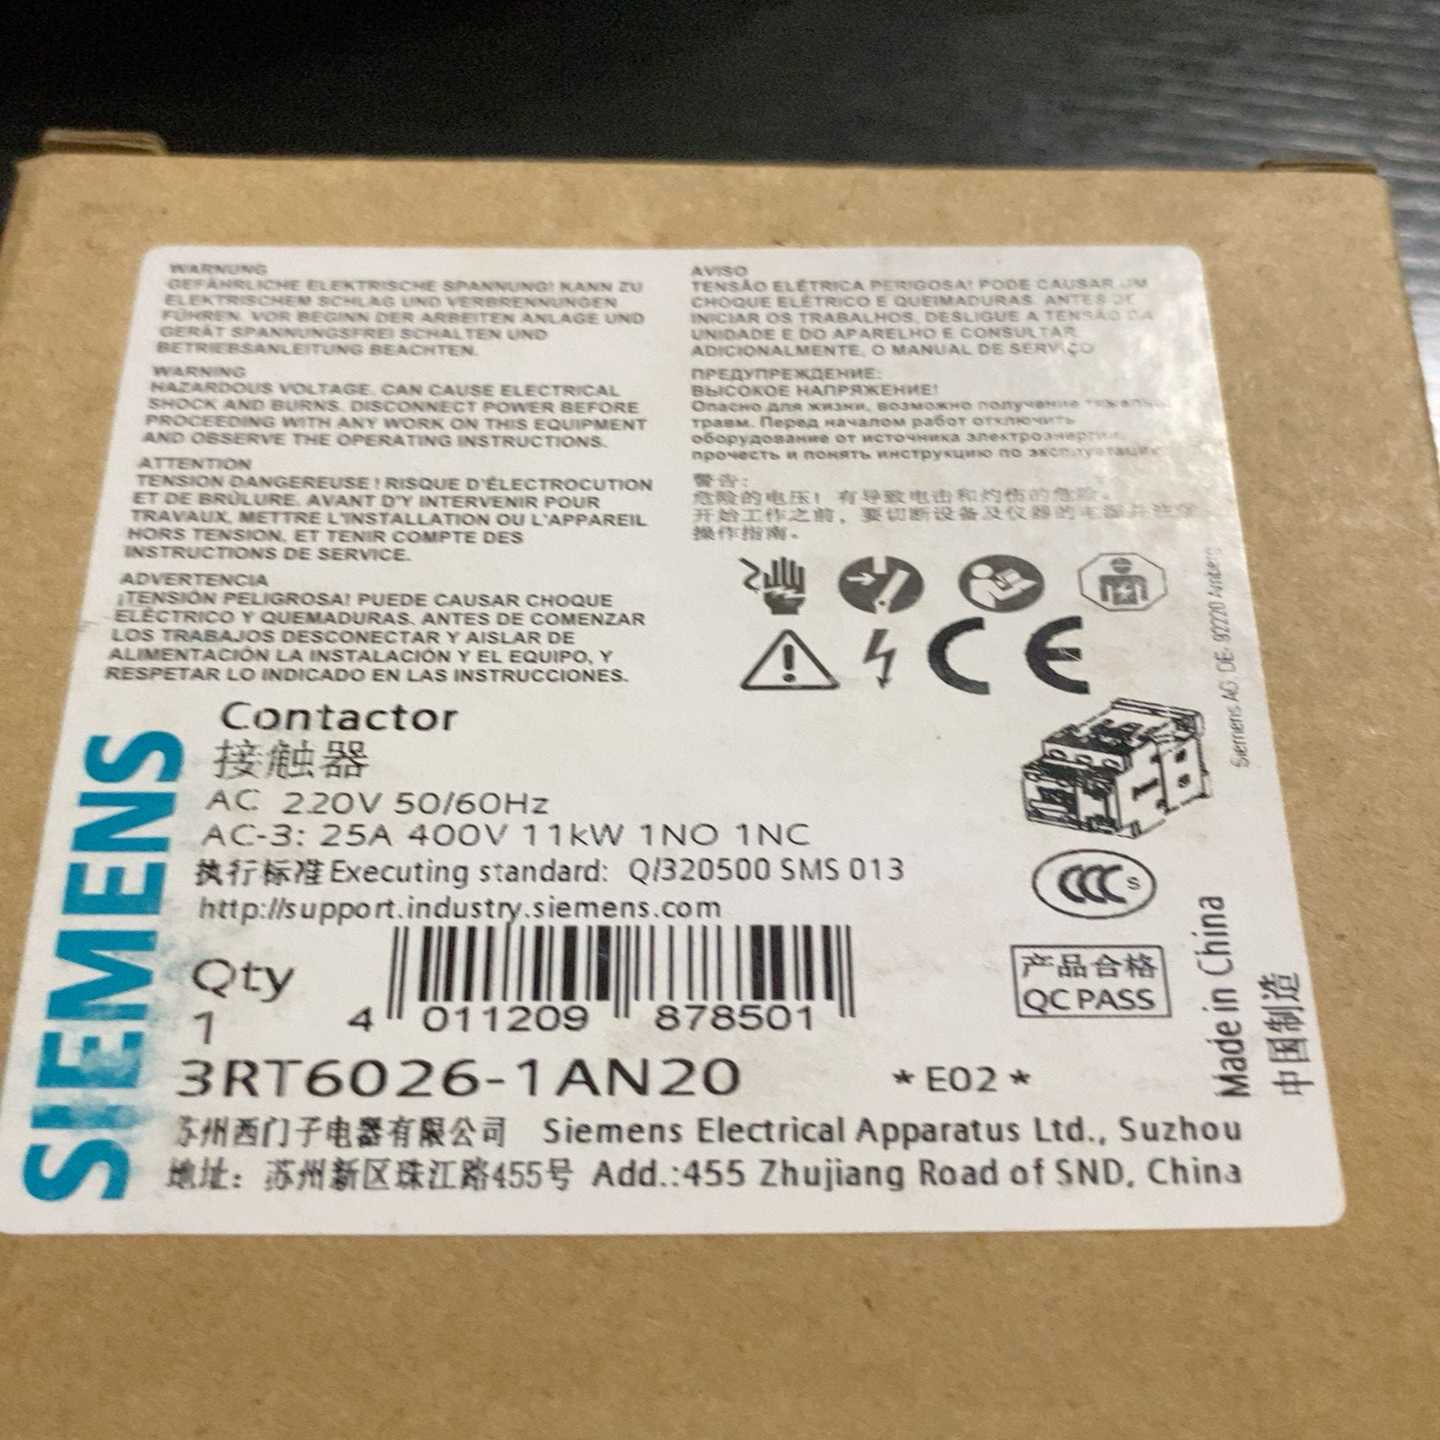 WARNUNG
GEFÄHRLICHE ELEKTRISCHE SPANNUNG! KANN ZU
ELEKTRISCHEM SCHLAG UND VERBRENNUNGEN
FÜHREN. VOR BEGINN DER ARBEITEN ANLAGE UND
GERÄT SPANNUNGSFREI SCHALTEN UND
BETRIEBSANLEITUNG BEACHTEN.
WARNING
HAZARDOUS VOLTAGE. CAN CAUSE ELECTRICAL
SHOCK AND BURNS. DISCONNECT POWER BEFORE
PROCEEDING WITH ANY WORK ON THIS EQUIPMENT
AND OBSERVE THE OPERATING INSTRUCTIONS.
ATTENTION
TENSION DANGEREUSE ! RISQUE D'ÉLECTROCUTION
ET DE BRÛLURE. AVANT D'Y INTERVENIR POUR
TRAVAUX, METTRE L'INSTALLATION OU L'APPAREIL
HORS TENSION, ET TENIR COMPTE DES
INSTRUCTIONS DE SERVICE.
ADVERTENCIA
¡TENSIÓN PELIGROSA! PUEDE CAUSAR CHOQUE
ELÉCTRICO Y QUEMADURAS. ANTES DE COMENZAR
LOS TRABAJOS DESCONECTAR Y AISLAR DE
ALIMENTACIÓN LA INSTALACIÓN Y EL EQUIPO, Y
RESPETAR LO INDICADO EN LAS INSTRUCCIONES.
AVISO
TENSÃO ELÉTRICA PERIGOSA! PODE CAUSAR UM
CHOQUE ELÉTRICO E QUEIMADURAS. ANTES DE
INICIAR OS TRABALHOS, DESLIGUE A TENSÃO DA
UNIDADE E DO APARELHO E CONSULTAR,
ADICIONALMENTE, O MANUAL DE SERVIÇO
ПРЕДУПРЕЖДЕНИЕ:
ВЫСОКОЕ НАПРЯЖЕНИЕ!
Опасно для жизни, возможно получение
травм. Перед началом работ отключить
оборудование от источника электроэнергии,
прочесть и понять инструкцию по эксплуатации
警告:
危险的电压! 有导致电击和灼伤的危险。
开始工作之前, 要切断设备及仪器的电源并
操作指南。
CE
Siemens AG, DE-92220 Amberg
SIEMENS
Contactor
接触器
AC 220V 50/60Hz
AC-3: 25A 400V 11kW 1NO 1NC
执行标准 Executing standard: Q/320500 SMS 013
http://support.industry.siemens.com
CCC S
Qty
1
4 011209 878501
产品合格
QC PASS
Made in China
中国制造
3RT6026-1AN20
* E02 *
苏州西门子电器有限公司 Siemens Electrical Apparatus Ltd., Suzhou
地址: 苏州新区珠江路455号 Add.:455 Zhujiang Road of SND, China